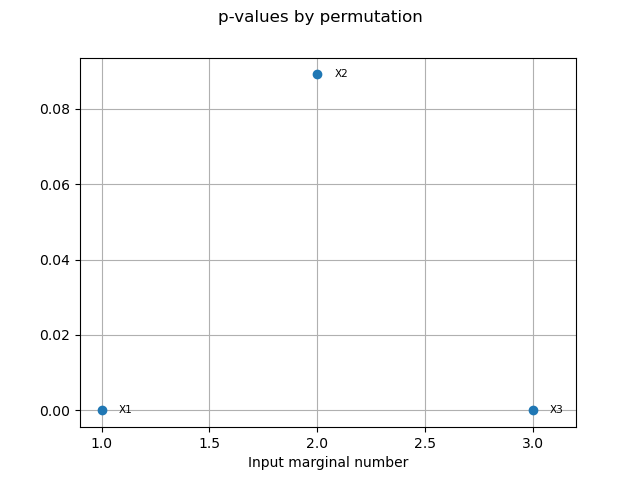 p-values by permutation
X2
0.08
0.06
0.04
0.02
0.00
X1
X3
1.0 1.5 2.0 2.5 3.0
Input marginal number